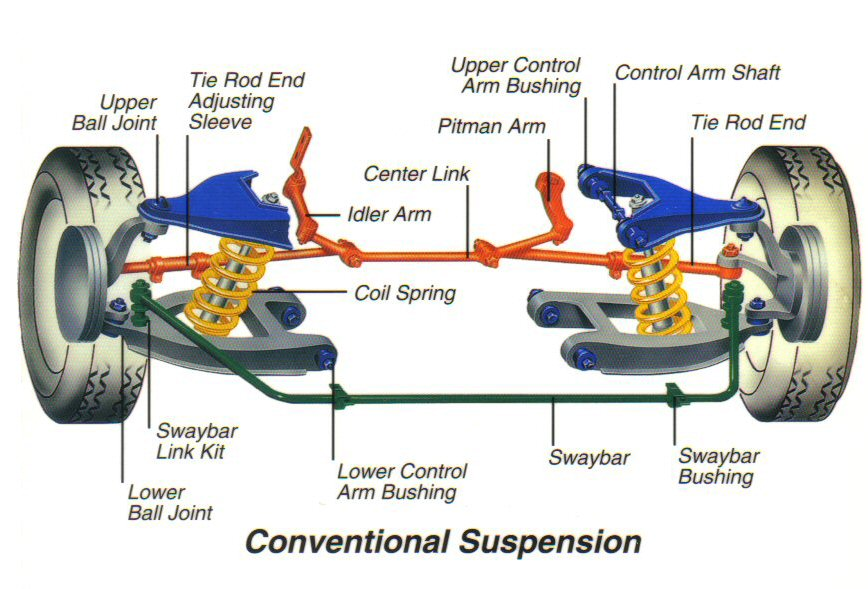 Upper Control
Arm Bushing
Control Arm Shaft
Tie Rod End
Adjusting
Sleeve
Upper
Ball Joint
Pitman Arm
Tie Rod End
Center Link
Idler Arm
Coil Spring
Swaybar
Link Kit
Swaybar
Swaybar
Bushing
Lower Control
Arm Bushing
Lower
Ball Joint
Conventional Suspension